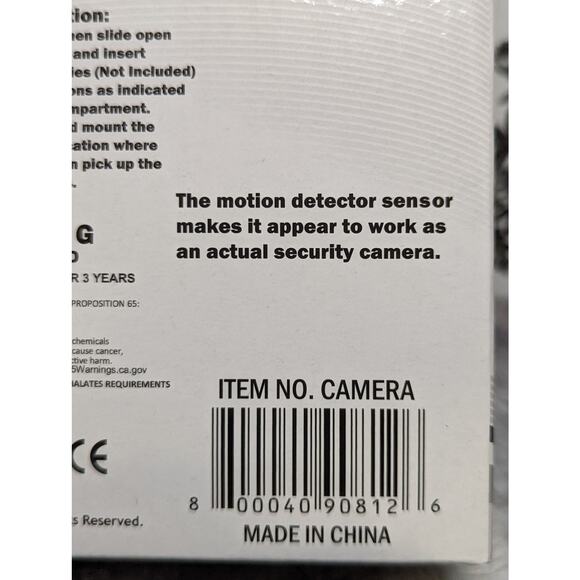 tion:
en slide open
and insert
ies (Not Included)
ons as indicated
mpartment.
d mount the
ation where
n pick up the
The motion detector sensor
makes it appear to work as
an actual security camera.
G
R 3 YEARS
PROPOSITION 65:
chemicals
cause cancer,
ctive harm.
5Warnings.ca.gov
HALATES REQUIREMENTS
ITEM NO. CAMERA
CE
8 00040 90812 6
s Reserved.
MADE IN CHINA